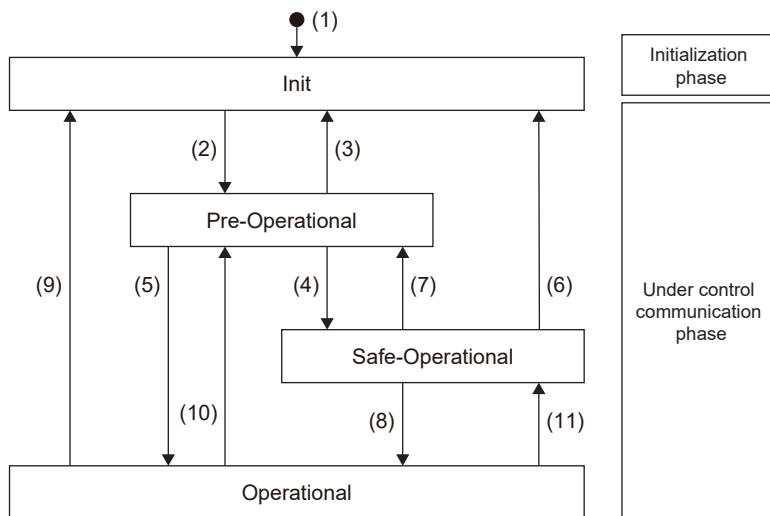 (1)
Init
Initialization
phase
(2)
(3)
Pre-Operational
(9)
(5)
(4)
(7)
(6)
Under control
communication
phase
Safe-Operational
(10)
(8)
(11)
Operational